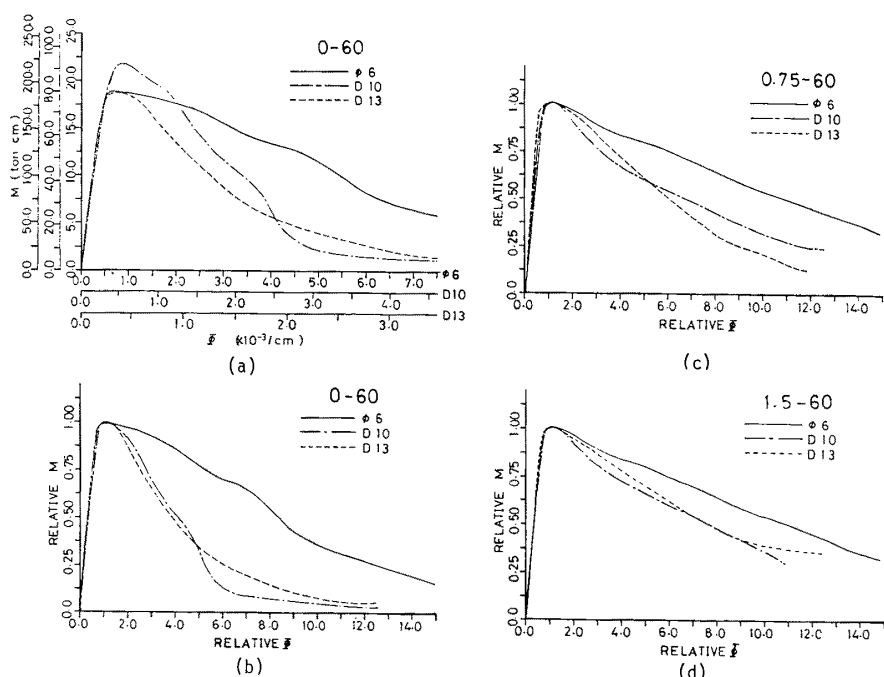 0-60
φ 6
D 10
D 13
M (ton cm)
250.0
200.0
150.0
100.0
50.0
0.0
100.0
80.0
60.0
40.0
20.0
0.0
25.0
20.0
15.0
10.0
5.0
0.0
0.0 1.0 2.0 3.0 4.0 5.0 6.0 7.0 φ6
0.0 1.0 2.0 3.0 4.0 D10
0.0 1.0 2.0 3.0 D13
Φ (x10⁻³/cm)
(a)
0.75-60
φ 6
D 10
D 13
RELATIVE M
1.00
0.75
0.50
0.25
0.0
0.0 2.0 4.0 6.0 8.0 10.0 12.0 14.0
RELATIVE Φ
(c)
0-60
φ 6
D 10
D 13
RELATIVE M
1.00
0.75
0.50
0.25
0.0
0.0 2.0 4.0 6.0 8.0 10.0 12.0 14.0
RELATIVE Φ
(b)
1.5-60
φ 6
D 10
D 13
RELATIVE M
1.00
0.75
0.50
0.25
0.0
0.0 2.0 4.0 6.0 8.0 10.0 12.0 14.0
RELATIVE Φ
(d)